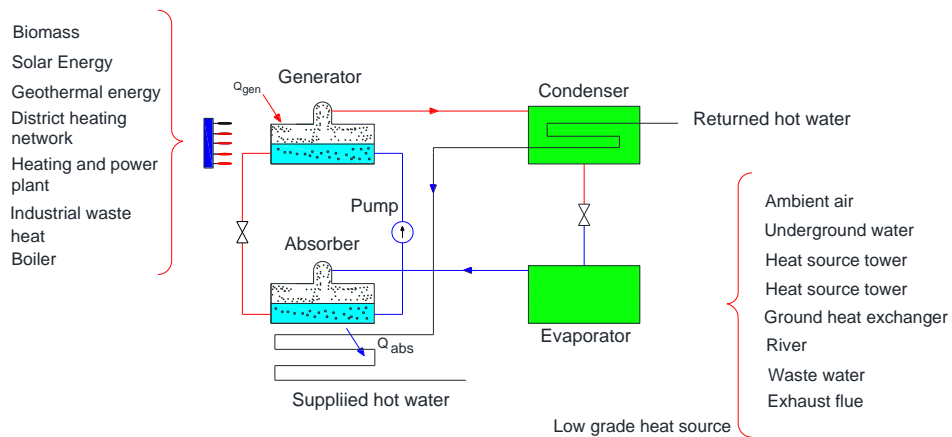 Biomass
Solar Energy
Geothermal energy
District heating
network
Heating and power
plant
Industrial waste
heat
Boiler
Qgen
Generator
Condenser
Returned hot water
Pump
Absorber
Evaporator
Qabs
Suppliied hot water
Ambient air
Underground water
Heat source tower
Heat source tower
Ground heat exchanger
River
Waste water
Exhaust flue
Low grade heat source